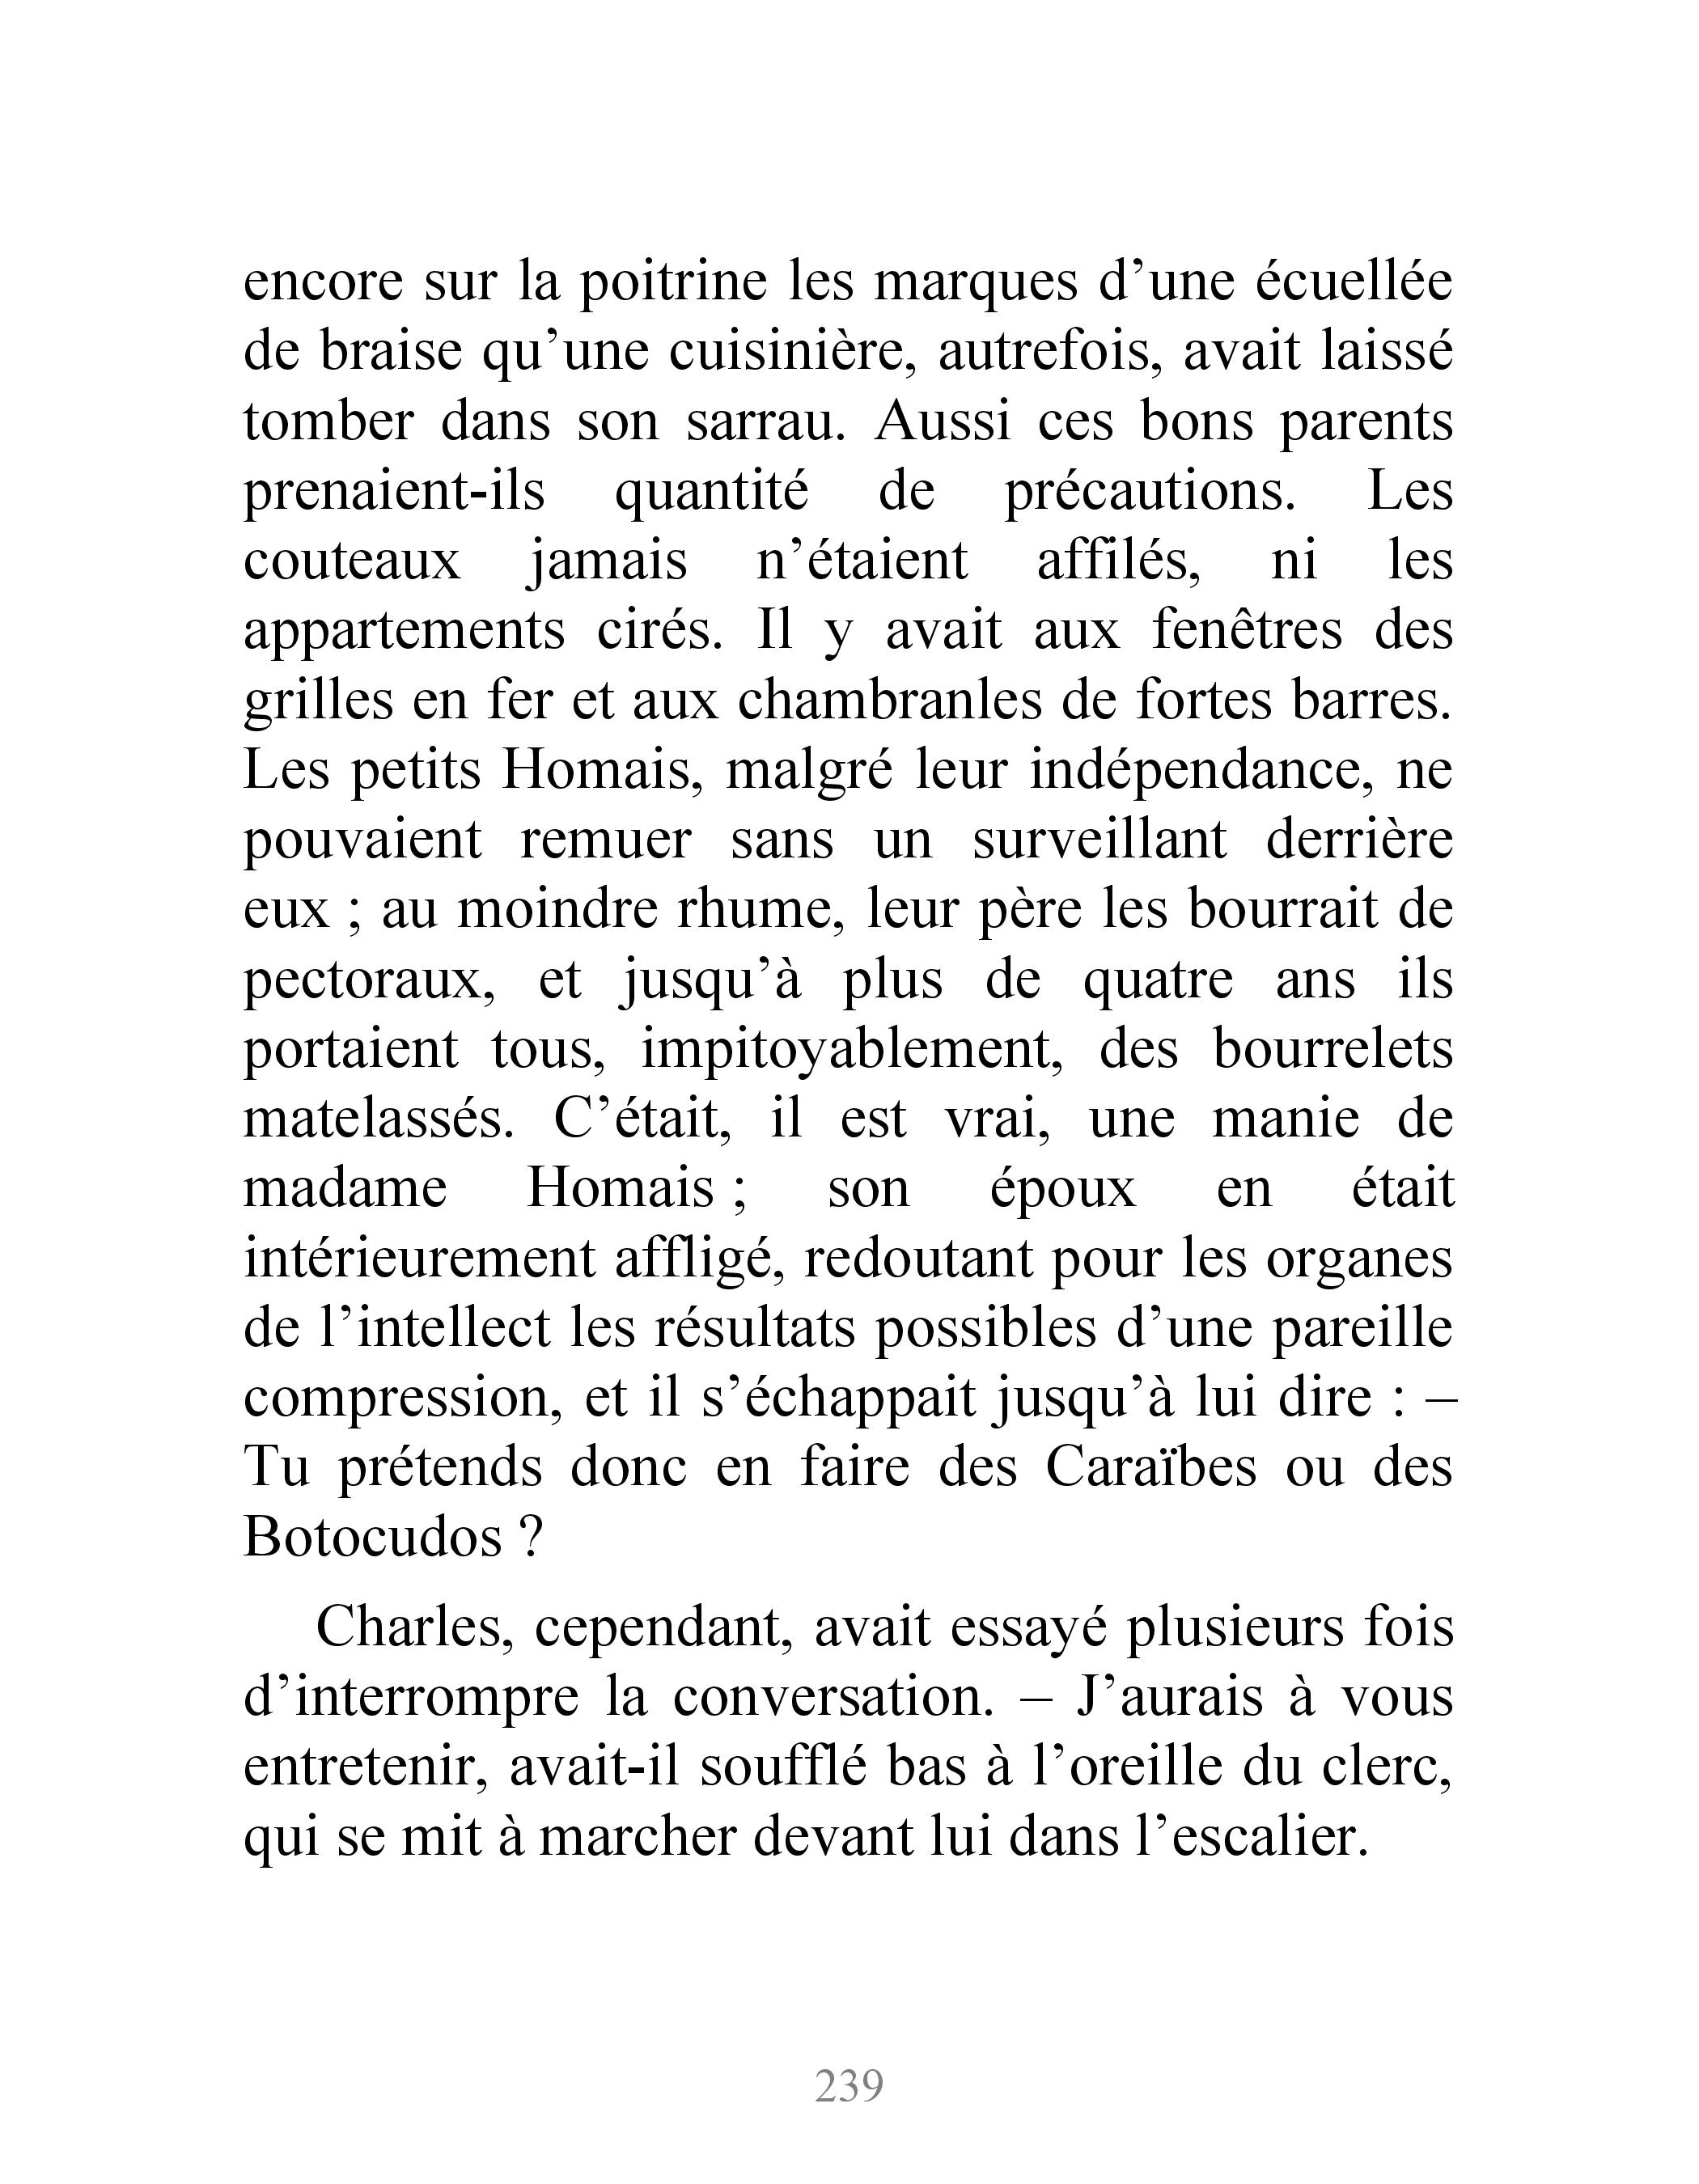 encore sur la poitrine les marques d’une écuellée
de braise qu’une cuisinière, autrefois, avait laissé
tomber dans son sarrau. Aussi ces bons parents
prenaient-ils quantité de précautions. Les
couteaux jamais n’étaient affilés, ni les
appartements cirés. Il y avait aux fenêtres des
grilles en fer et aux chambranles de fortes barres.
Les petits Homais, malgré leur indépendance, ne
pouvaient remuer sans un surveillant derrière
eux ; au moindre rhume, leur père les bourrait de
pectoraux, et jusqu’à plus de quatre ans ils
portaient tous, impitoyablement, des bourrelets
matelassés. C’était, il est vrai, une manie de
madame Homais ; son époux en était
intérieurement affligé, redoutant pour les organes
de l’intellect les résultats possibles d’une pareille
compression, et il s’échappait jusqu’à lui dire : –
Tu prétends donc en faire des Caraïbes ou des
Botocudos ?
Charles, cependant, avait essayé plusieurs fois
d’interrompre la conversation. – J’aurais à vous
entretenir, avait-il soufflé bas à l’oreille du clerc,
qui se mit à marcher devant lui dans l’escalier.
239